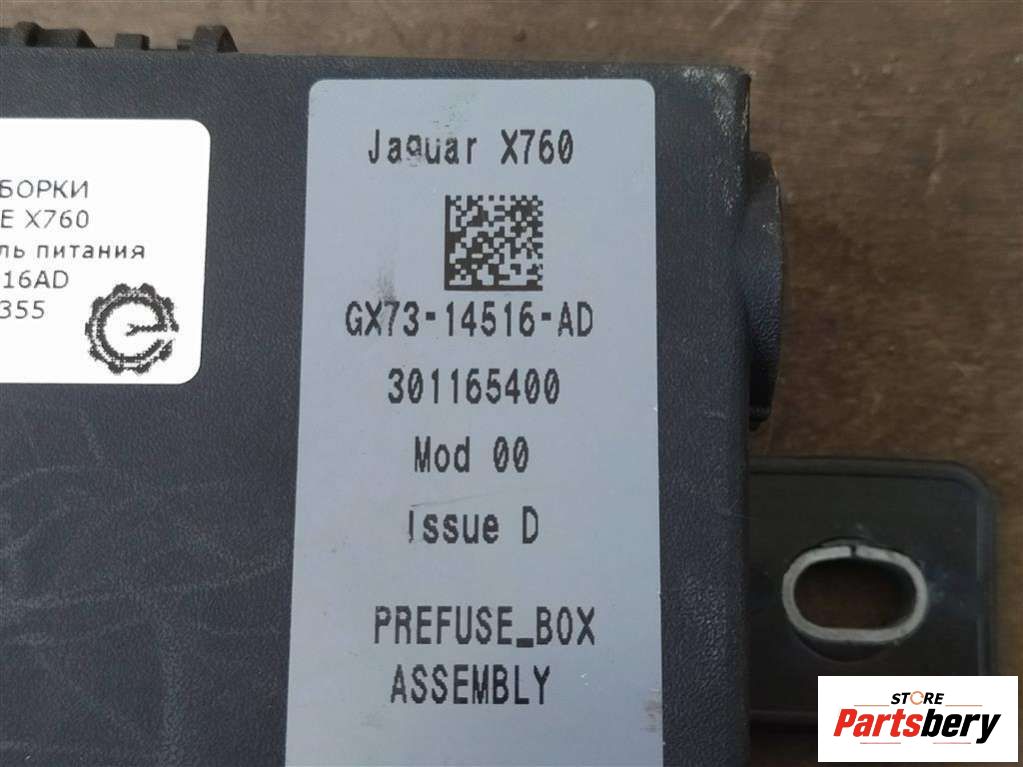 БОРКИ
E X760
ль питания
16AD
355
Jaguar X760
GX73-14516-AD
301165400
Mod 00
Issue D
PREFUSE_BOX
ASSEMBLY
STORE
Partsbery